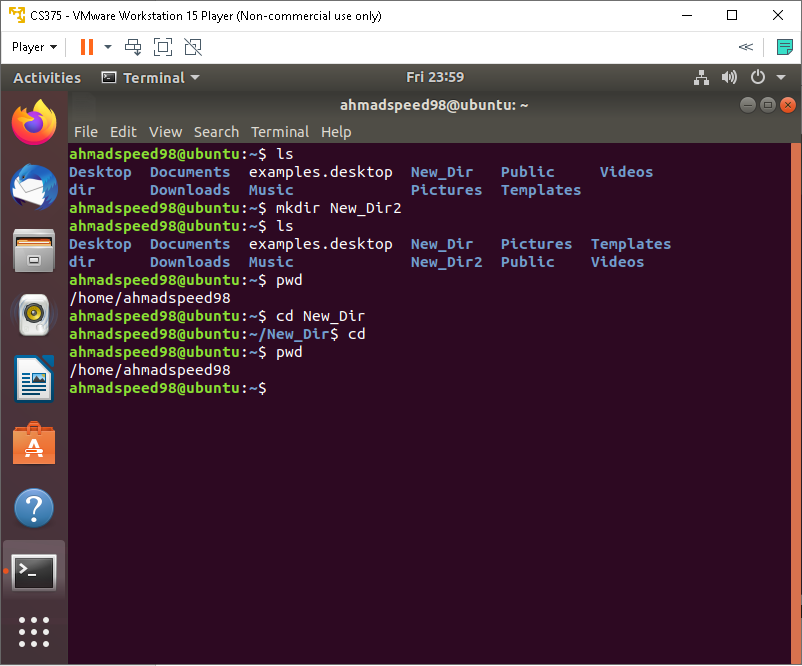 CS375 - VMware Workstation 15 Player (Non-commercial use only)
Player
Activities Terminal Fri 23:59
ahmadspeed98@ubuntu: ~
File Edit View Search Terminal Help
ahmadspeed98@ubuntu:~$ ls
Desktop Documents examples.desktop New_Dir Public Videos
dir Downloads Music Pictures Templates
ahmadspeed98@ubuntu:~$ mkdir New_Dir2
ahmadspeed98@ubuntu:~$ ls
Desktop Documents examples.desktop New_Dir Pictures Templates
dir Downloads Music New_Dir2 Public Videos
ahmadspeed98@ubuntu:~$ pwd
/home/ahmadspeed98
ahmadspeed98@ubuntu:~$ cd New_Dir
ahmadspeed98@ubuntu:~/New_Dir$ cd
ahmadspeed98@ubuntu:~$ pwd
/home/ahmadspeed98
ahmadspeed98@ubuntu:~$